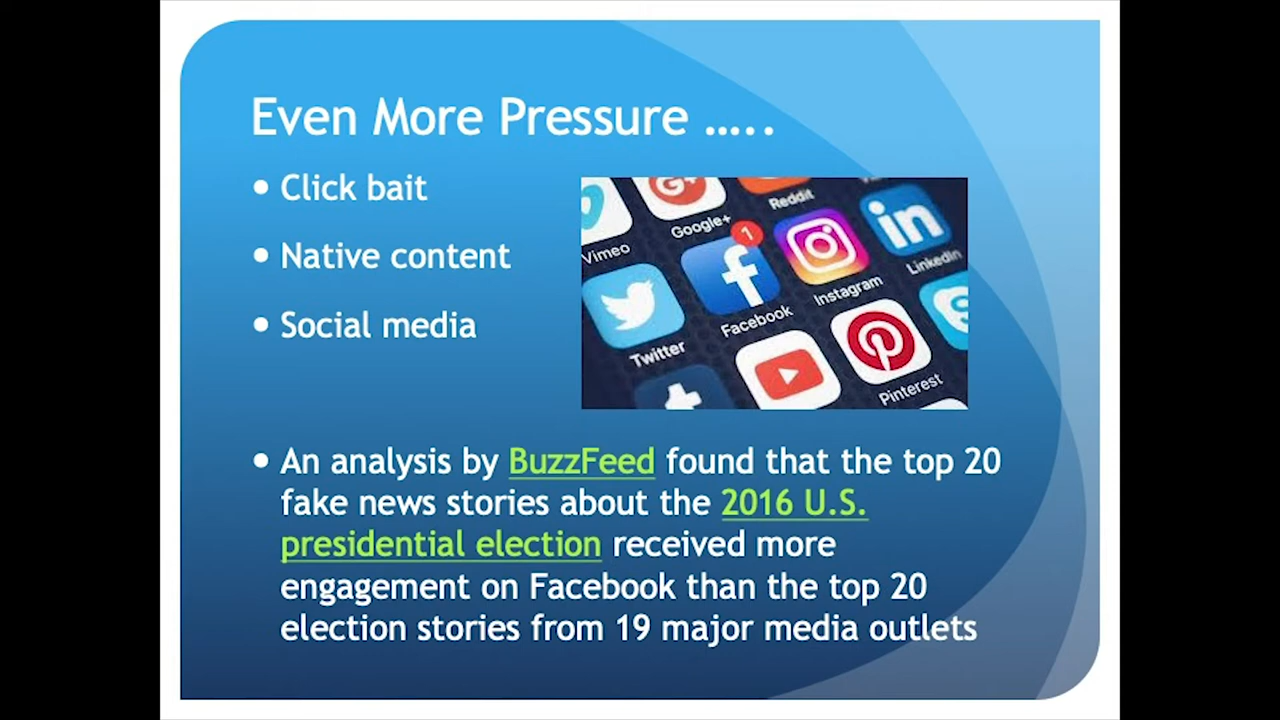 Even More Pressure .....
• Click bait
• Native content
• Social media
Reddit
Google+
Vimeo
1
LinkedIn
Instagram
Facebook
Twitter
Pinterest
• An analysis by BuzzFeed found that the top 20
fake news stories about the 2016 U.S.
presidential election received more
engagement on Facebook than the top 20
election stories from 19 major media outlets